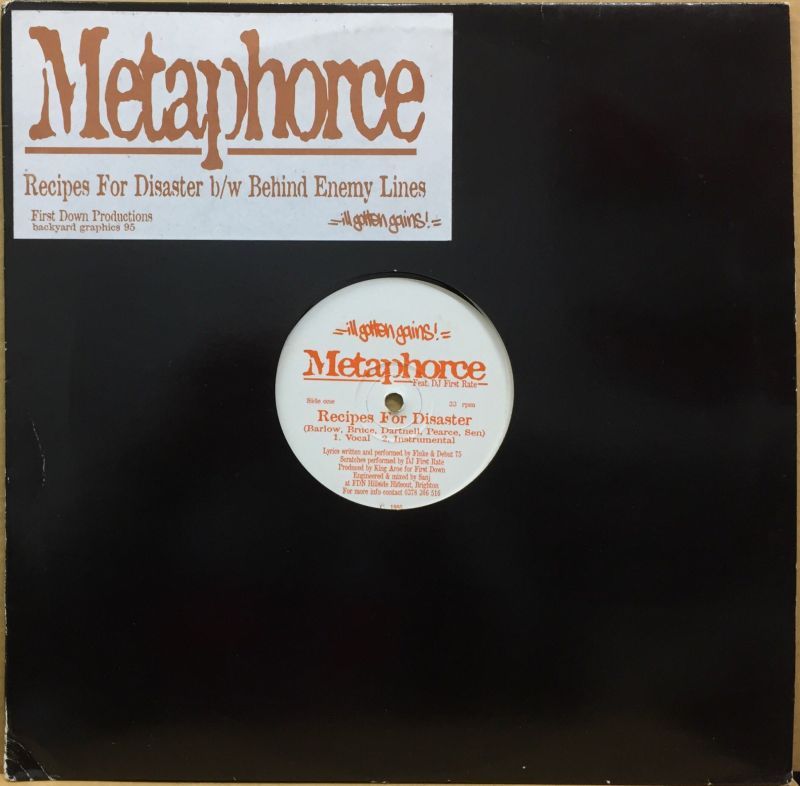 Metaphorce
Recipes For Disaster b/w Behind Enemy Lines
First Down Productions
backyard graphics 95
=ill gotten gains!=
=ill gotten gains!=
Metaphorce
Feat. DJ First Rate
Side one 33 rpm
Recipes For Disaster
(Barlow, Bruce, Dartnell, Pearce, Sen)
1. Vocal 2. Instrumental
Lyrics written and performed by Fluke & Debut 75
Scratches performed by DJ First Rate
Produced by King Aroe for First Down
Engineered & mixed by Sanj
at FDN Hillside Hideout, Brighton
For more info contact 0378 266 516